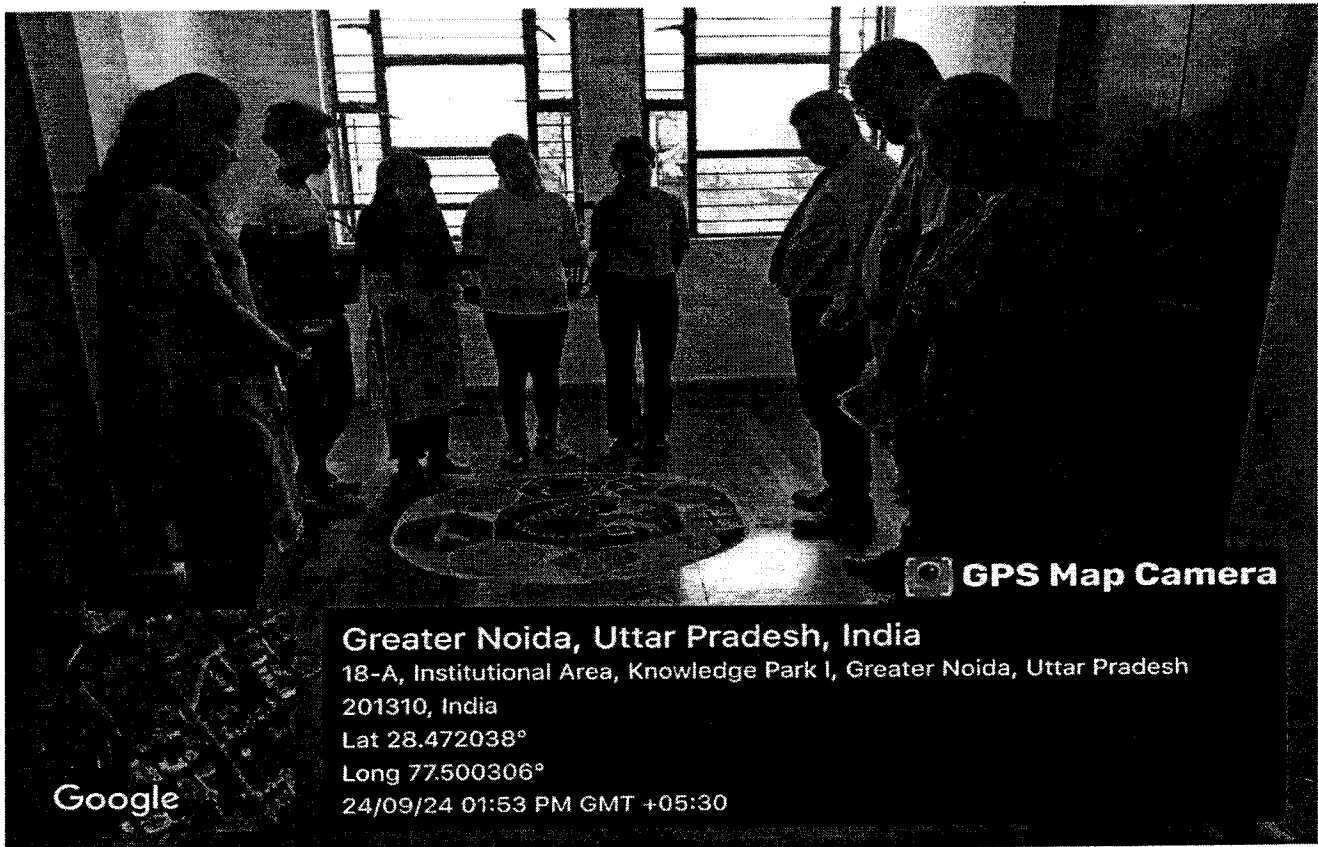 GPS Map Camera
Greater Noida, Uttar Pradesh, India
18-A, Institutional Area, Knowledge Park I, Greater Noida, Uttar Pradesh
201310, India
Lat 28.472038°
Long 77.500306°
24/09/24 01:53 PM GMT +05:30
Google